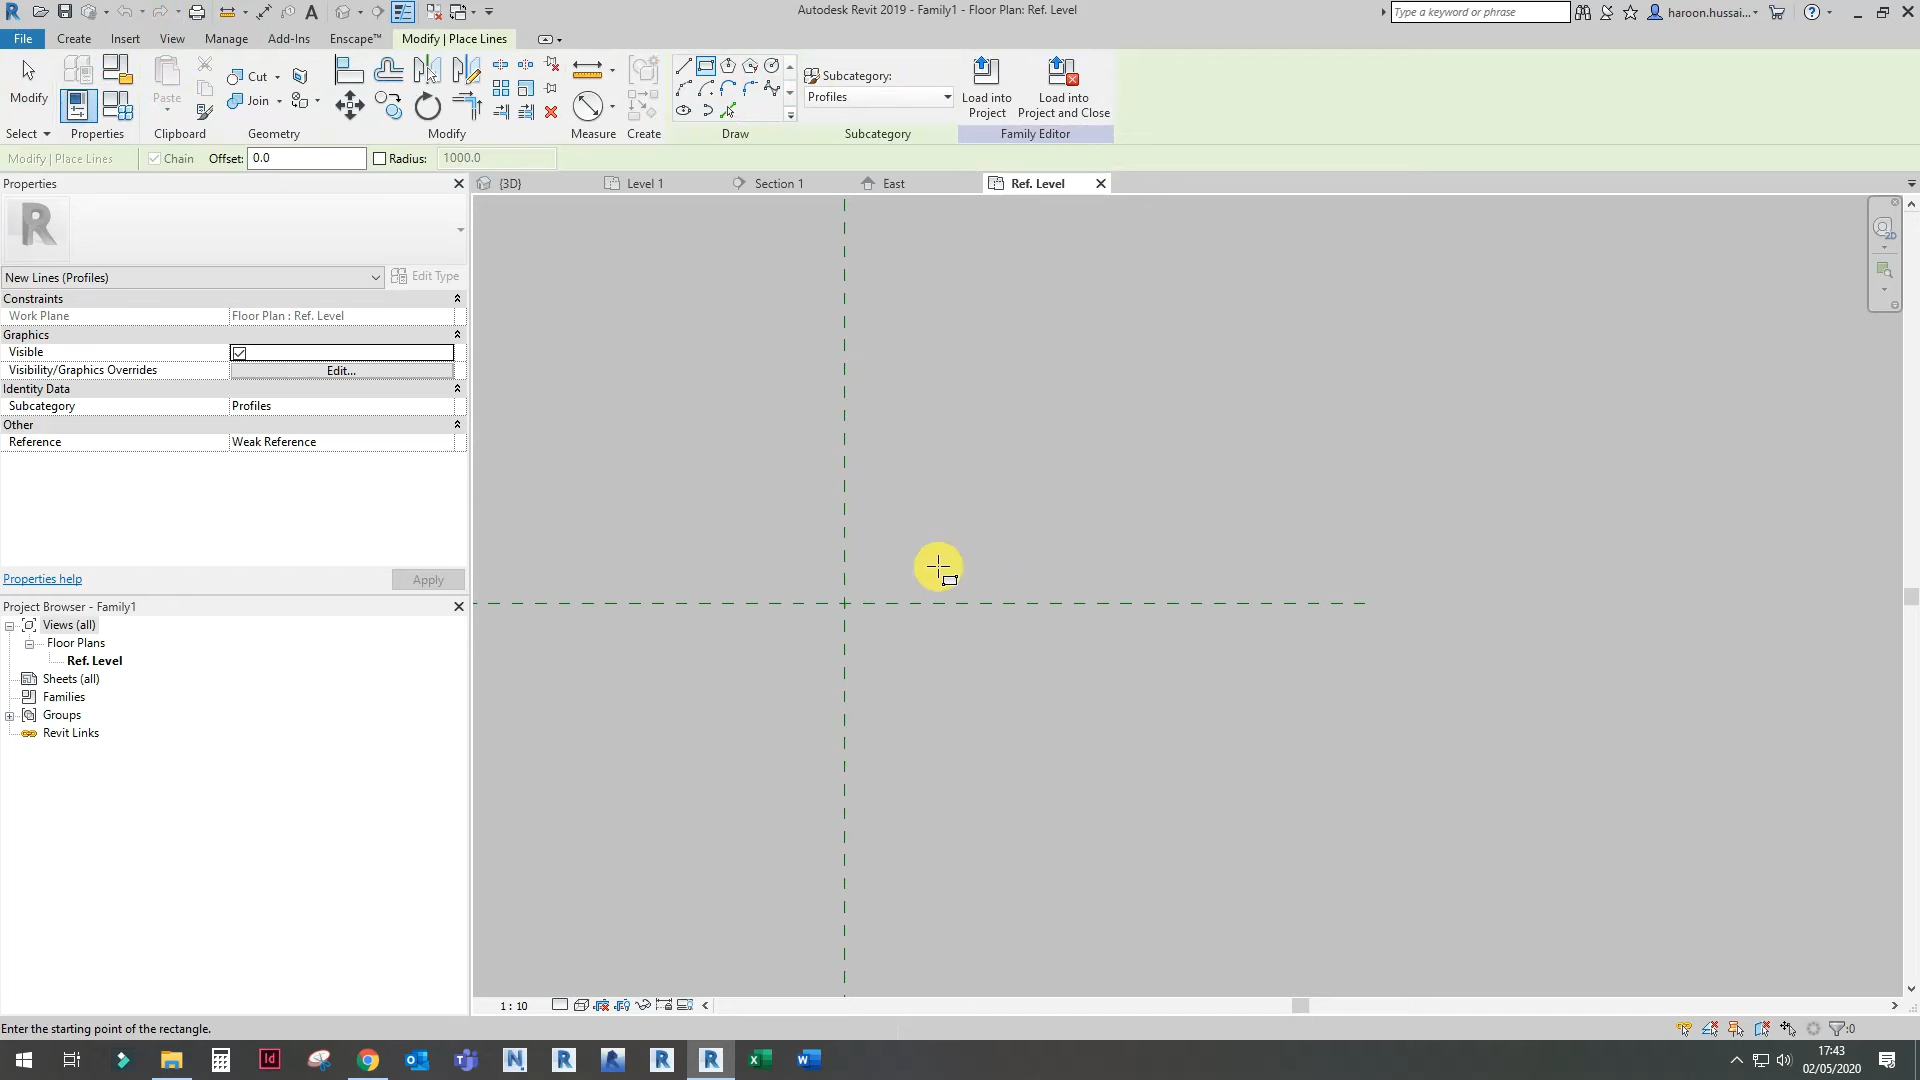 Autodesk Revit 2019 - Family1 - Floor Plan: Ref. Level
Type a keyword or phrase
haroon.hussai...
File
Create
Insert
View
Manage
Add-Ins
Enscape™
Modify | Place Lines
Modify
Paste
Cut
Join
Subcategory:
Profiles
Load into
Project
Load into
Project and Close
Select
Properties
Clipboard
Geometry
Modify
Measure
Create
Draw
Subcategory
Family Editor
Modify | Place Lines
Chain
Offset:
0.0
Radius:
1000.0
Properties
{3D}
Level 1
Section 1
East
Ref. Level
R
New Lines (Profiles)
Edit Type
Constraints
Work Plane
Floor Plan : Ref. Level
Graphics
Visible
Visibility/Graphics Overrides
Edit...
Identity Data
Subcategory
Profiles
Other
Reference
Weak Reference
2D
Properties help
Apply
Project Browser - Family1
Views (all)
Floor Plans
Ref. Level
Sheets (all)
Families
Groups
Revit Links
1 : 10
Enter the starting point of the rectangle.
:0
17:43
02/05/2020